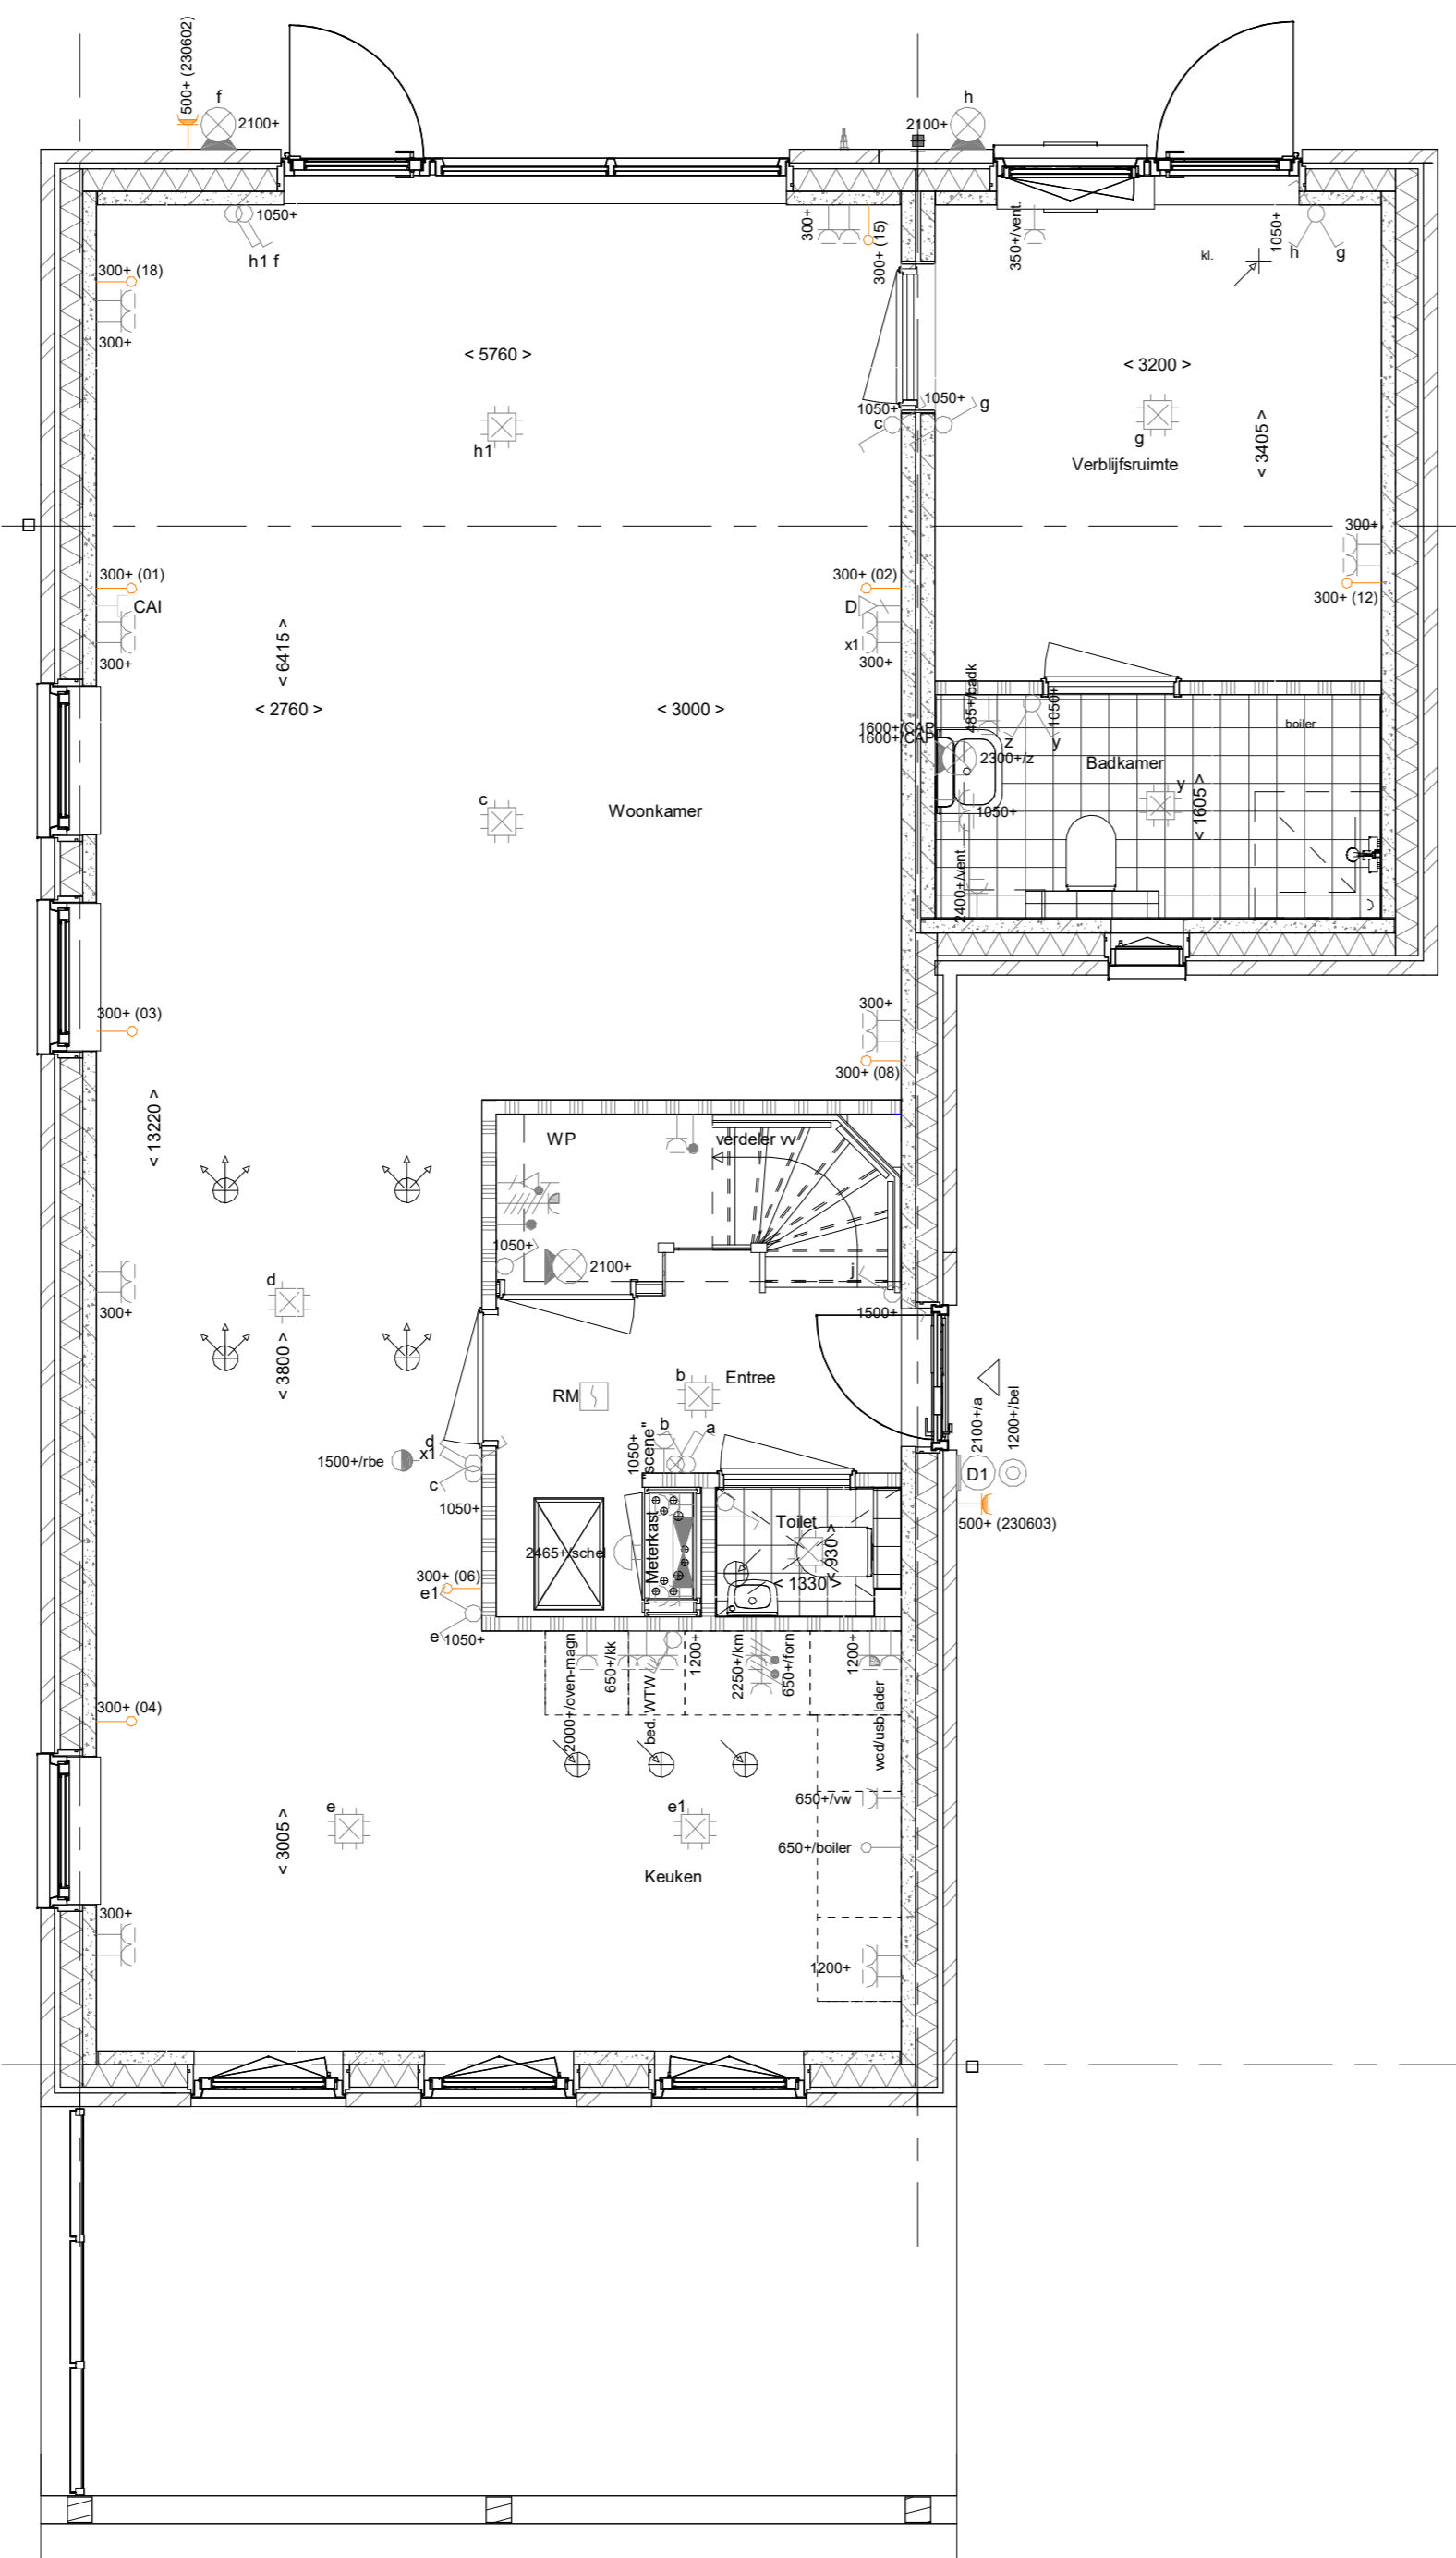 500+ (230602)
f
2100+
h
2100+
1050+
h1 f
300+
300+ (15)
350+/vent.
1050+
kl.
h
g
300+ (18)
300+
< 5760 >
< 3200 >
h1
1050+
c
1050+
g
g
Verblijfsruimte
< 3405 >
300+
300+ (12)
300+ (01)
CAI
300+
300+ (02)
D
x1
300+
< 6415 >
< 2760 >
< 3000 >
485+/badk
1050+
boiler
1600+/CAP
1600+/CAP
z
y
2300+/z
Badkamer
y
< 1605 >
1050+
2400+/vent.
c
Woonkamer
300+ (03)
300+
300+ (08)
< 13220 >
WP
verdeler vv
1050+
2100+
j
1500+
d
300+
< 3800 >
RM
b
Entree
b
a
1050+
"scene"
2100+/a
1200+/bel
D1
500+ (230603)
1500+/rbe
d
x1
c
1050+
2465+/schel
Meterkast
Toilet
< 930 >
< 1330 >
300+ (06)
e1
e
1050+
2000+/oven-magn
650+/kk
bed. WTW
1200+
2250+/km
650+/forn
1200+
wcd/usb lader
300+ (04)
650+/vw
650+/boiler
e
e1
< 3005 >
Keuken
300+
1200+